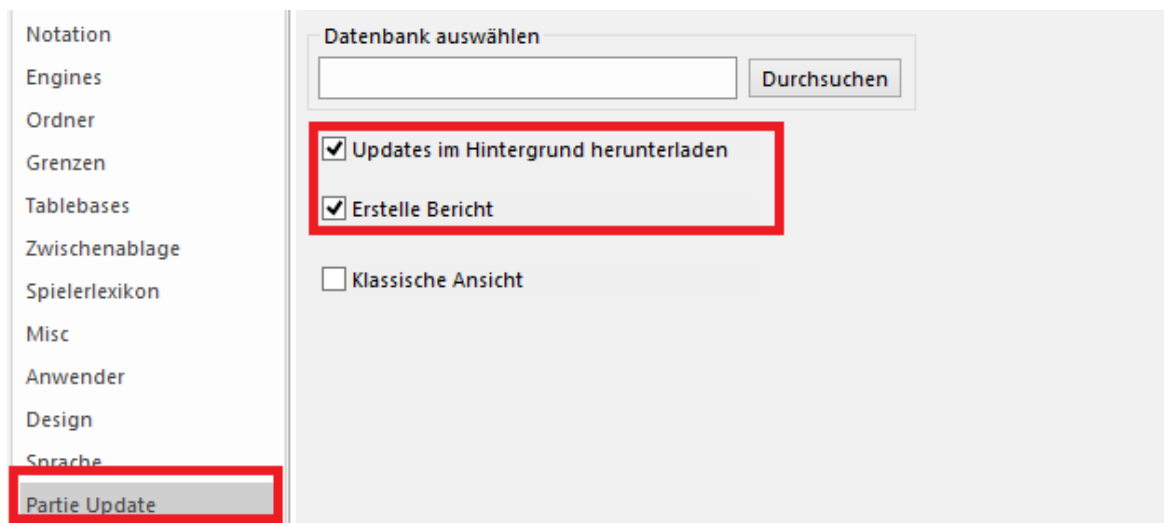 Notation
Engines
Ordner
Grenzen
Tablebases
Zwischenablage
Spielerlexikon
Misc
Anwender
Design
Sprache
Partie Update
Datenbank auswählen
Durchsuchen
Updates im Hintergrund herunterladen
Erstelle Bericht
Klassische Ansicht